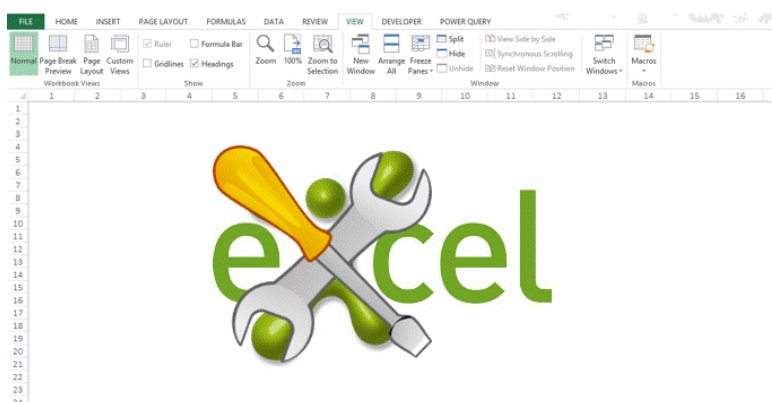 FILE HOME INSERT PAGE LAYOUT FORMULAS DATA REVIEW VIEW DEVELOPER POWER QUERY
Normal
Page Break
Preview
Page
Layout
Custom
Views
Workbook Views
Ruler
Formula Bar
Gridlines
Headings
Show
Zoom
100%
Zoom to
Selection
Zoom
New
Window
Arrange
All
Freeze
Panes
Split
Hide
Unhide
View Side by Side
Synchronous Scrolling
Reset Window Position
Switch
Windows
Window
Macros
Macros
1 2 3 4 5 6 7 8 9 10 11 12 13 14 15 16
1
2
3
4
5
6
7
8
9
10
11
12
13
14
15
16
17
18
19
20
21
22
23
24
excel